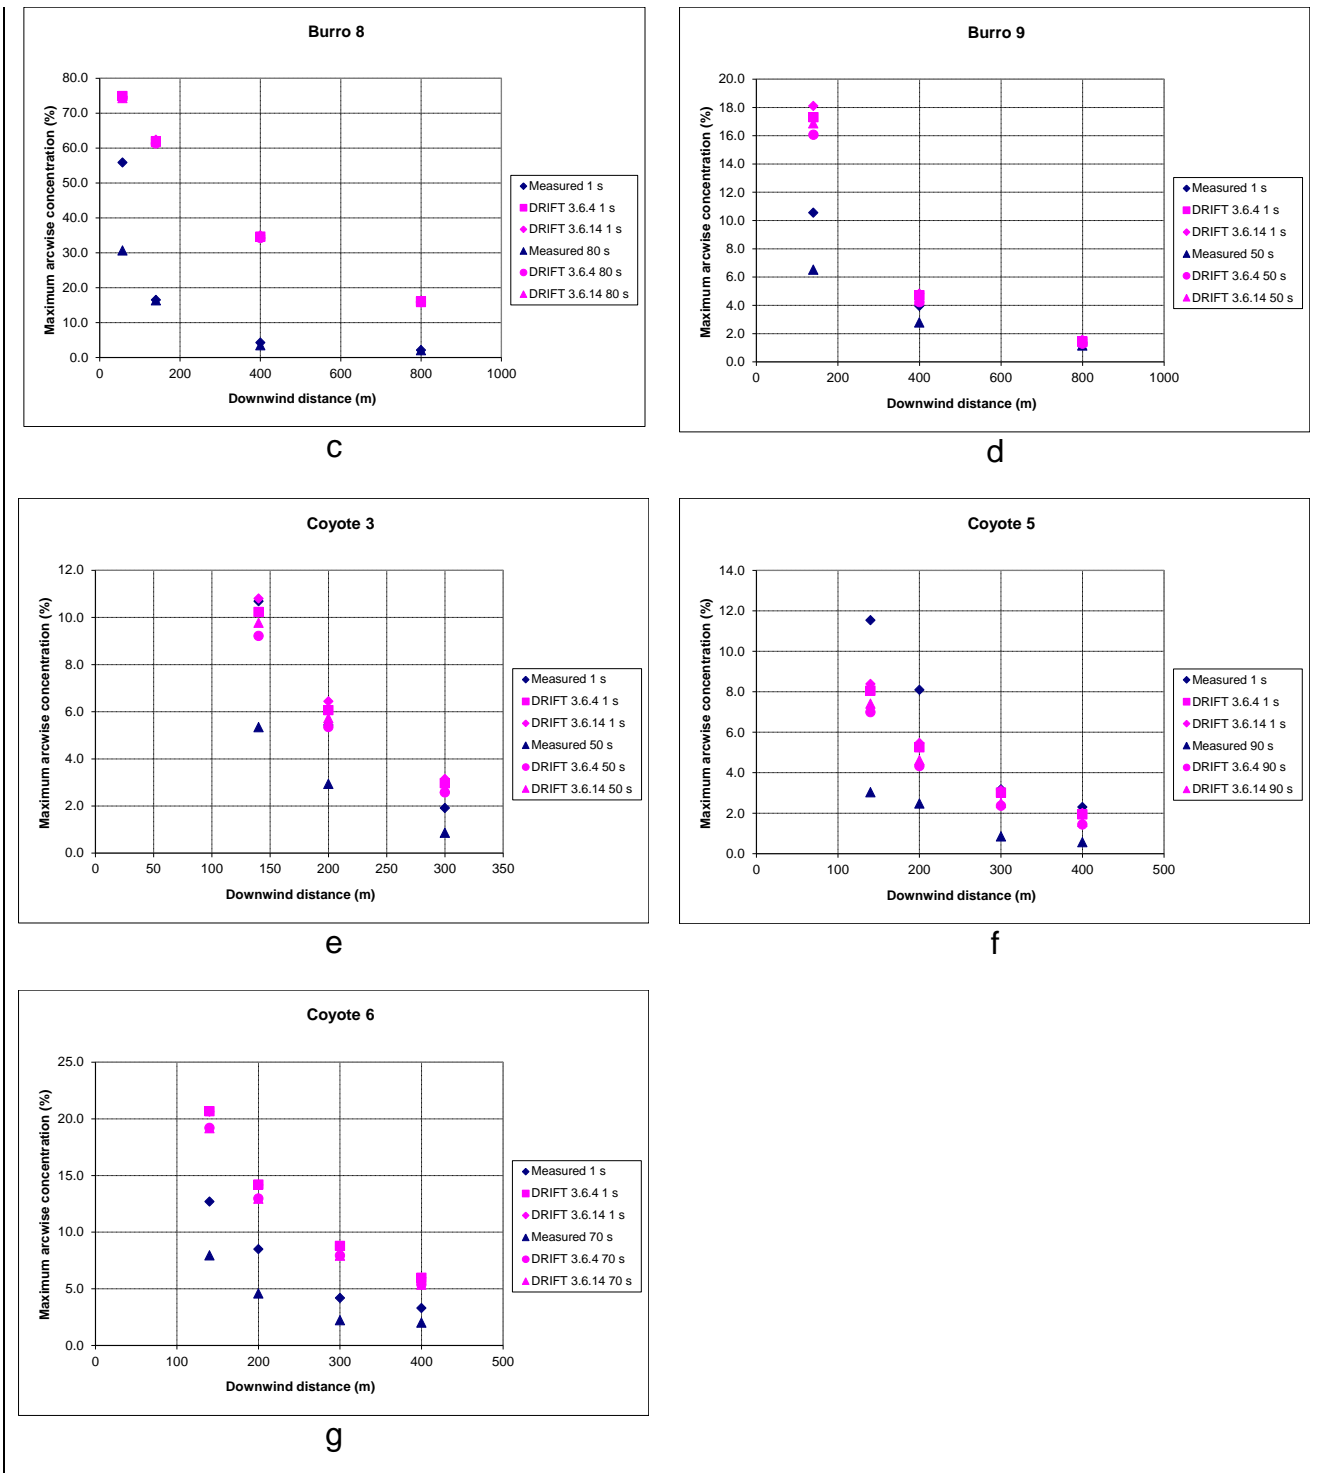 Burro 8
Maximum arcwise concentration (%)
80.0
70.0
60.0
50.0
40.0
30.0
20.0
10.0
0.0
0 200 400 600 800 1000
Downwind distance (m)
Measured 1 s
DRIFT 3.6.4 1 s
DRIFT 3.6.14 1 s
Measured 80 s
DRIFT 3.6.4 80 s
DRIFT 3.6.14 80 s
c
Burro 9
Maximum arcwise concentration (%)
20.0
18.0
16.0
14.0
12.0
10.0
8.0
6.0
4.0
2.0
0.0
0 200 400 600 800 1000
Downwind distance (m)
Measured 1 s
DRIFT 3.6.4 1 s
DRIFT 3.6.14 1 s
Measured 50 s
DRIFT 3.6.4 50 s
DRIFT 3.6.14 50 s
d
Coyote 3
Maximum arcwise concentration (%)
12.0
10.0
8.0
6.0
4.0
2.0
0.0
0 50 100 150 200 250 300 350
Downwind distance (m)
Measured 1 s
DRIFT 3.6.4 1 s
DRIFT 3.6.14 1 s
Measured 50 s
DRIFT 3.6.4 50 s
DRIFT 3.6.14 50 s
e
Coyote 5
Maximum arcwise concentration (%)
14.0
12.0
10.0
8.0
6.0
4.0
2.0
0.0
0 100 200 300 400 500
Downwind distance (m)
Measured 1 s
DRIFT 3.6.4 1 s
DRIFT 3.6.14 1 s
Measured 90 s
DRIFT 3.6.4 90 s
DRIFT 3.6.14 90 s
f
Coyote 6
Maximum arcwise concentration (%)
25.0
20.0
15.0
10.0
5.0
0.0
0 100 200 300 400 500
Downwind distance (m)
Measured 1 s
DRIFT 3.6.4 1 s
DRIFT 3.6.14 1 s
Measured 70 s
DRIFT 3.6.4 70 s
DRIFT 3.6.14 70 s
g